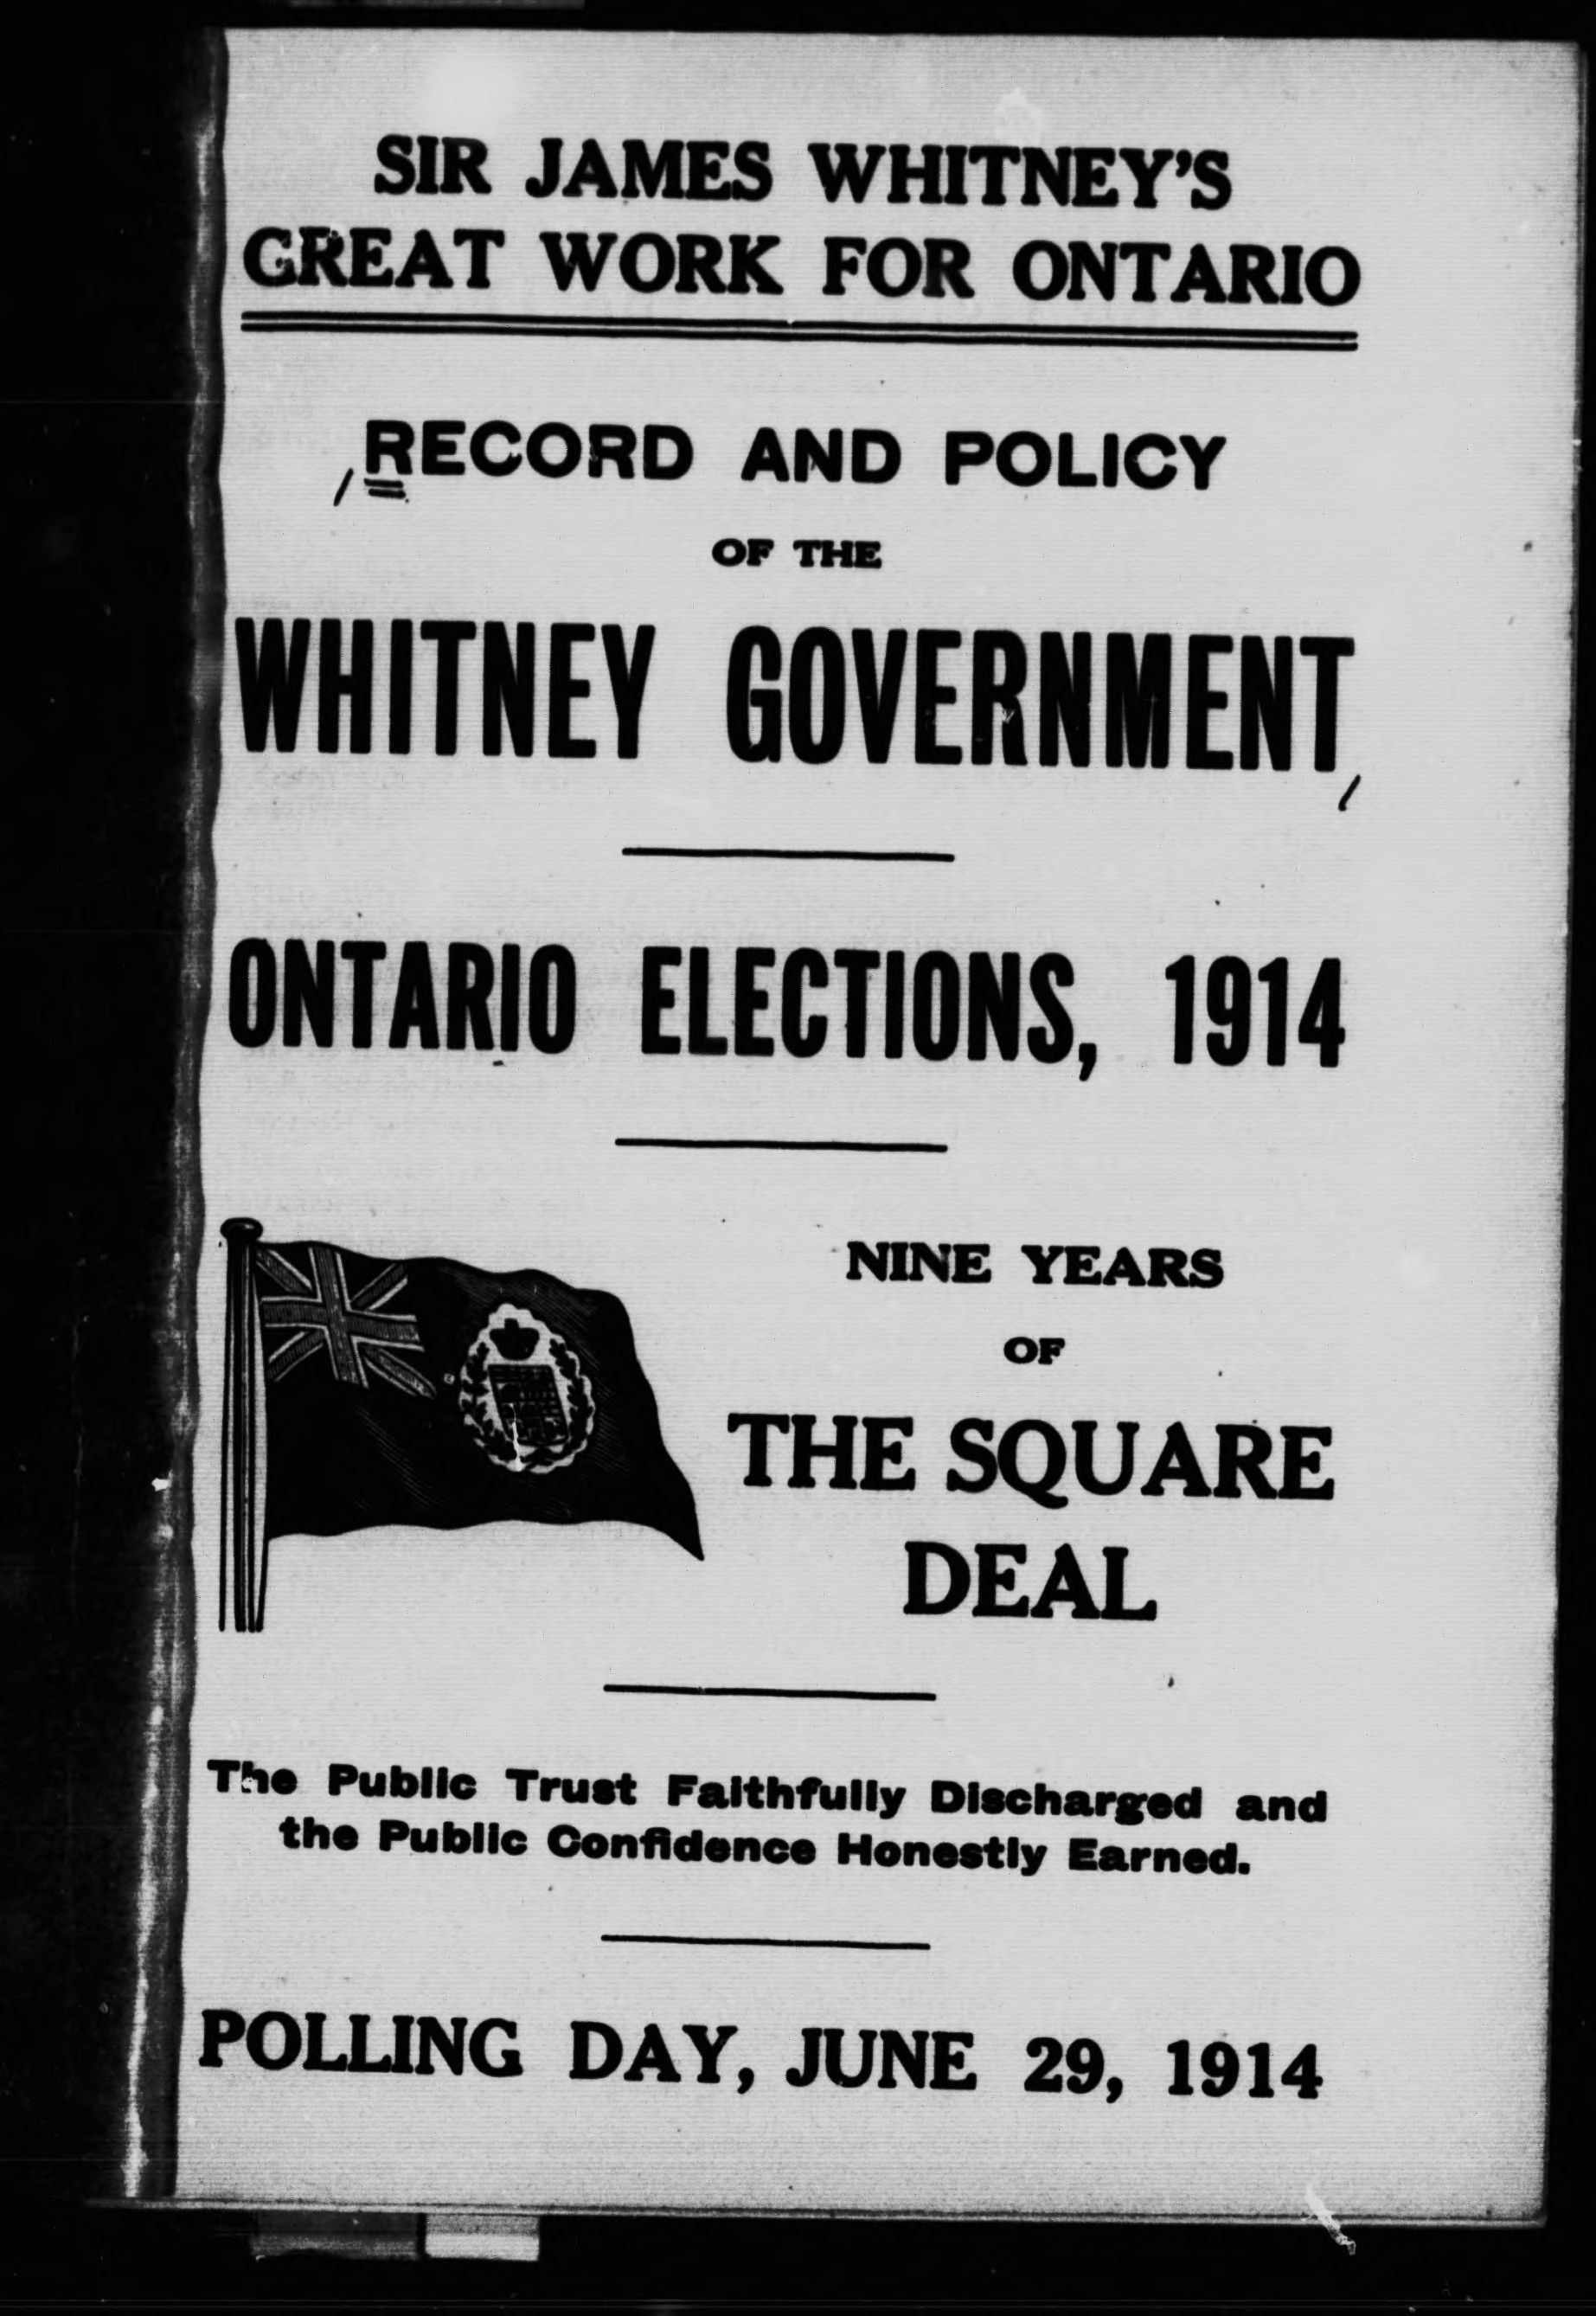 SIR JAMES WHITNEY'S
GREAT WORK FOR ONTARIO
RECORD AND POLICY
OF THE
WHITNEY GOVERNMENT
ONTARIO ELECTIONS, 1914
NINE YEARS
OF
THE SQUARE
DEAL
The Public Trust Faithfully Discharged and
the Public Confidence Honestly Earned.
POLLING DAY, JUNE 29, 1914